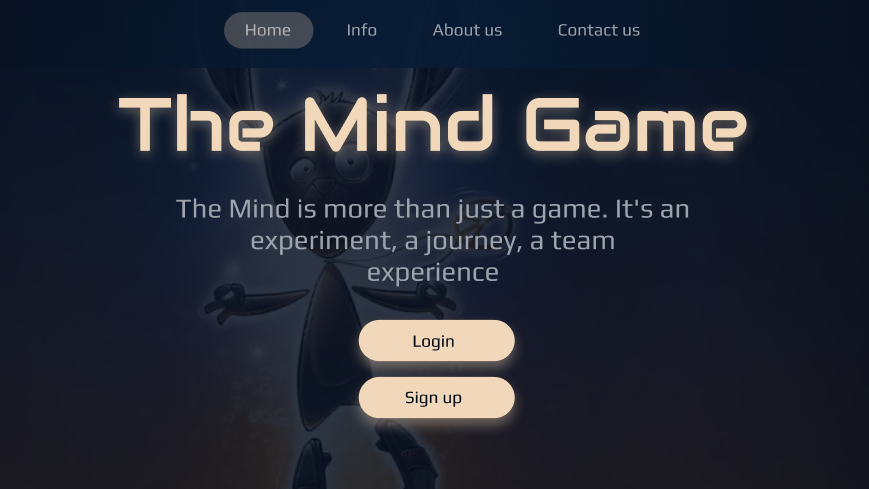 Home Info About us Contact us
The Mind Game
The Mind is more than just a game. It's an
experiment, a journey, a team
experience
Login
Sign up